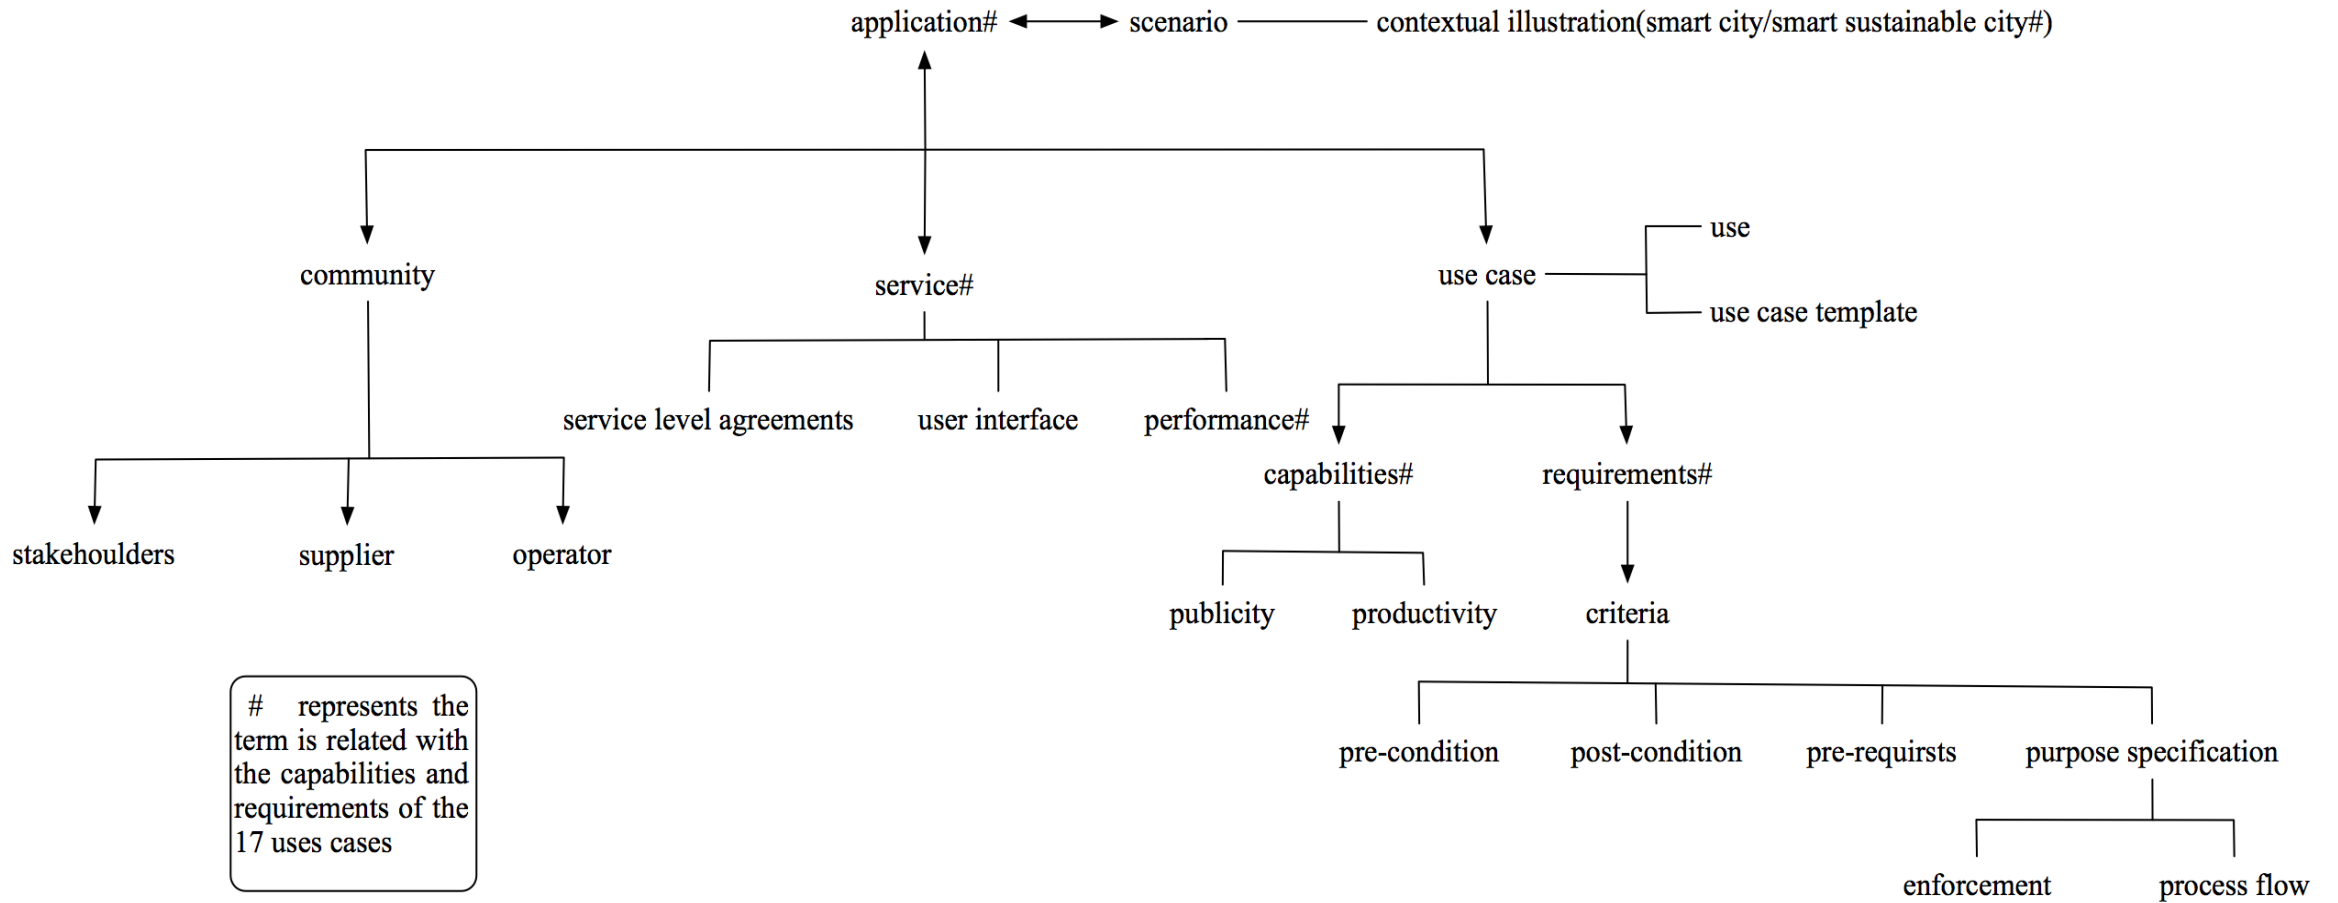 application# scenario contextual illustration(smart city/smart sustainable city#)
use
community service# use case
use case template
service level agreements user interface performance#
capabilities# requirements#
stakehoulders supplier operator
publicity productivity criteria
# represents the
term is related with
the capabilities and
requirements of the
17 uses cases
pre-condition post-condition pre-requirsts purpose specification
enforcement process flow